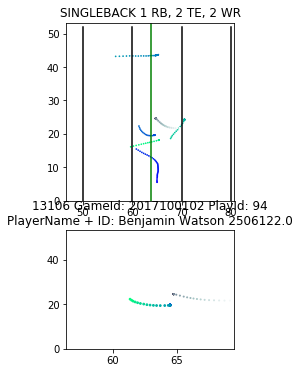 SINGLEBACK 1 RB, 2 TE, 2 WR
50
40
30
20
10
0
50 60 70 80
13106 GameId: 2017100102 PlayId: 94
PlayerName + ID: Benjamin Watson 2506122.0
40
20
0
60 65